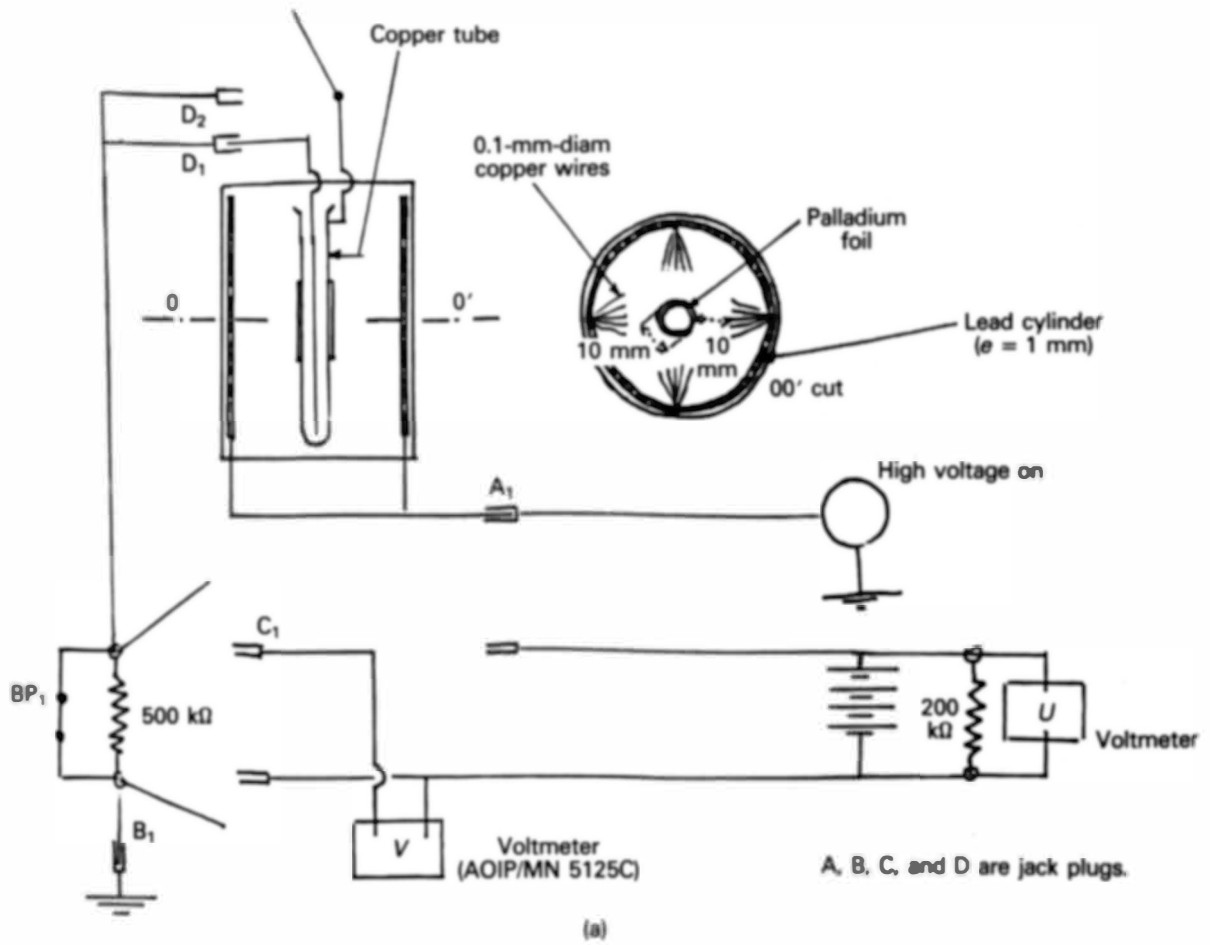 Copper tube
D₂
D₁
0.1-mm-diam
copper wires
Palladium
foil
0
0′
10 mm
10
mm
Lead cylinder
(e = 1 mm)
00′ cut
High voltage on
A₁
C₁
BP₁
500 kΩ
200
kΩ
U
Voltmeter
B₁
V
Voltmeter
(AOIP/MN 5125C)
A, B, C, and D are jack plugs.
(a)